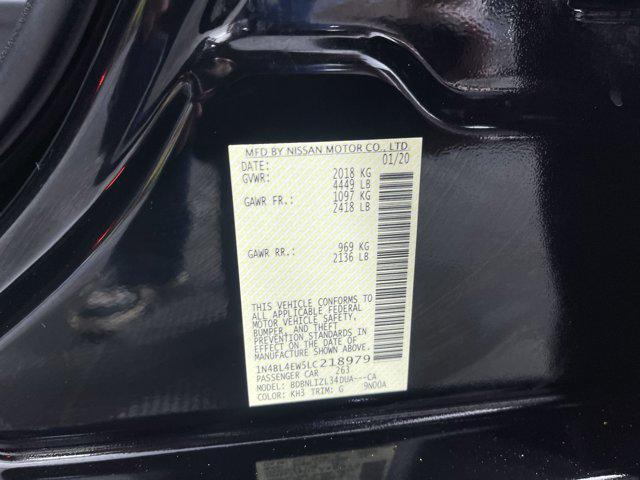 MFD BY NISSAN MOTOR CO., LTD
DATE: 01/20
GVWR: 2018 KG
4449 LB
GAWR FR.: 1097 KG
2418 LB
GAWR RR.: 969 KG
2136 LB
THIS VEHICLE CONFORMS TO
ALL APPLICABLE FEDERAL
MOTOR VEHICLE SAFETY,
BUMPER, AND THEFT
PREVENTION STANDARDS IN
EFFECT ON THE DATE OF
MANUFACTURE SHOWN ABOVE.
1N4BL4EW5LC218979
PASSENGER CAR 263
MODEL: BDBNLIZL34DUA---CA
COLOR: KH3 TRIM: G 9N00A